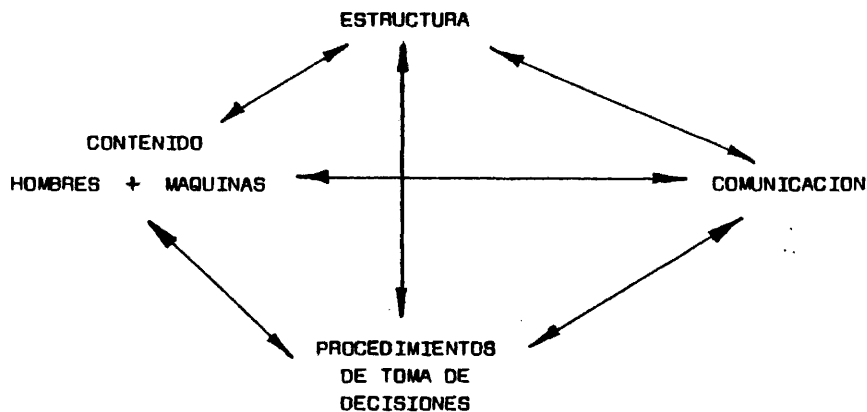 ESTRUCTURA
CONTENIDO
HOMBRES + MAQUINAS
COMUNICACION
PROCEDIMIENTOS
DE TOMA DE
DECISIONES